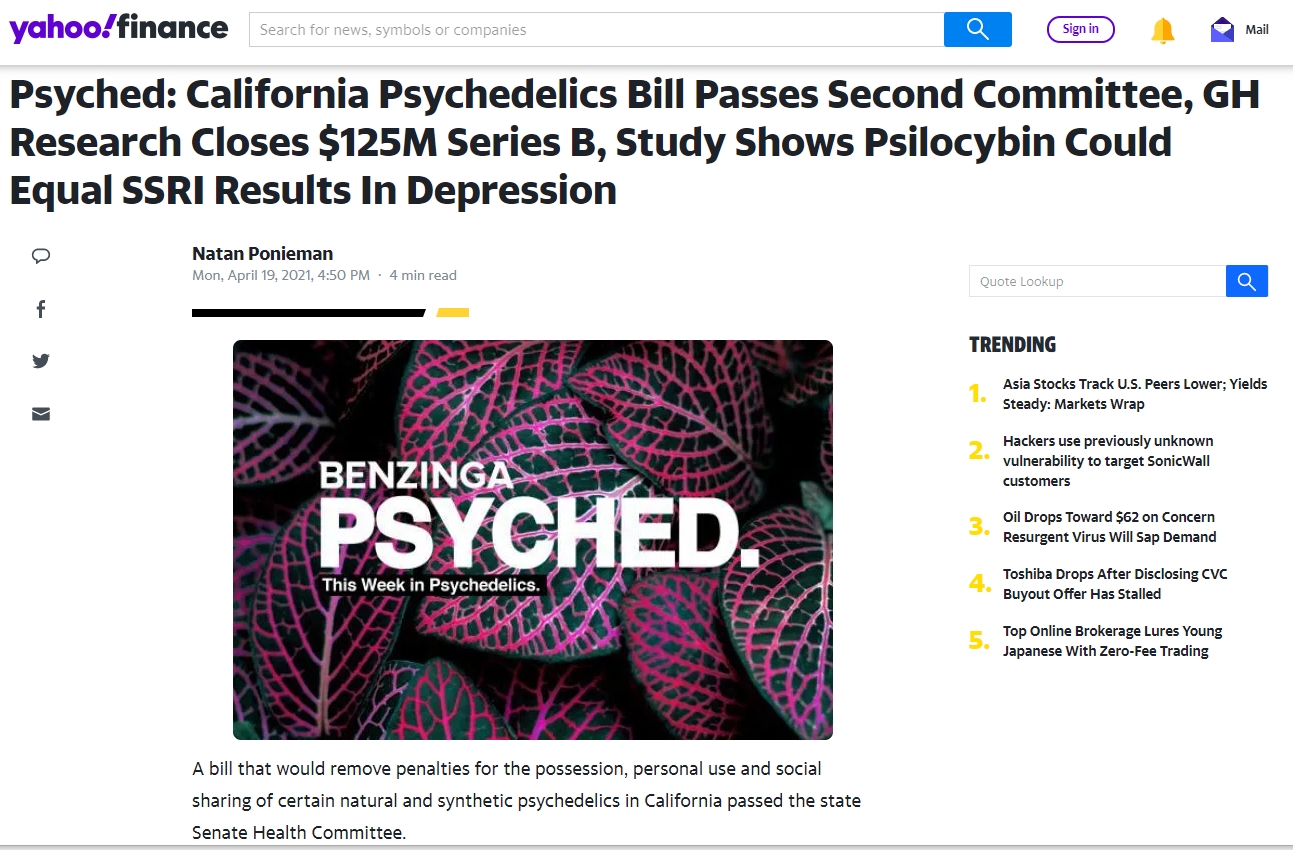 yahoo!finance
Search for news, symbols or companies
Sign in
Mail
Psyched: California Psychedelics Bill Passes Second Committee, GH
Research Closes $125M Series B, Study Shows Psilocybin Could
Equal SSRI Results In Depression
Natan Ponieman
Mon, April 19, 2021, 4:50 PM · 4 min read
BENZINGA
PSYCHED.
This Week in Psychedelics.
A bill that would remove penalties for the possession, personal use and social
sharing of certain natural and synthetic psychedelics in California passed the state
Senate Health Committee.
Quote Lookup
TRENDING
1. Asia Stocks Track U.S. Peers Lower; Yields
Steady: Markets Wrap
2. Hackers use previously unknown
vulnerability to target SonicWall
customers
3. Oil Drops Toward $62 on Concern
Resurgent Virus Will Sap Demand
4. Toshiba Drops After Disclosing CVC
Buyout Offer Has Stalled
5. Top Online Brokerage Lures Young
Japanese With Zero-Fee Trading